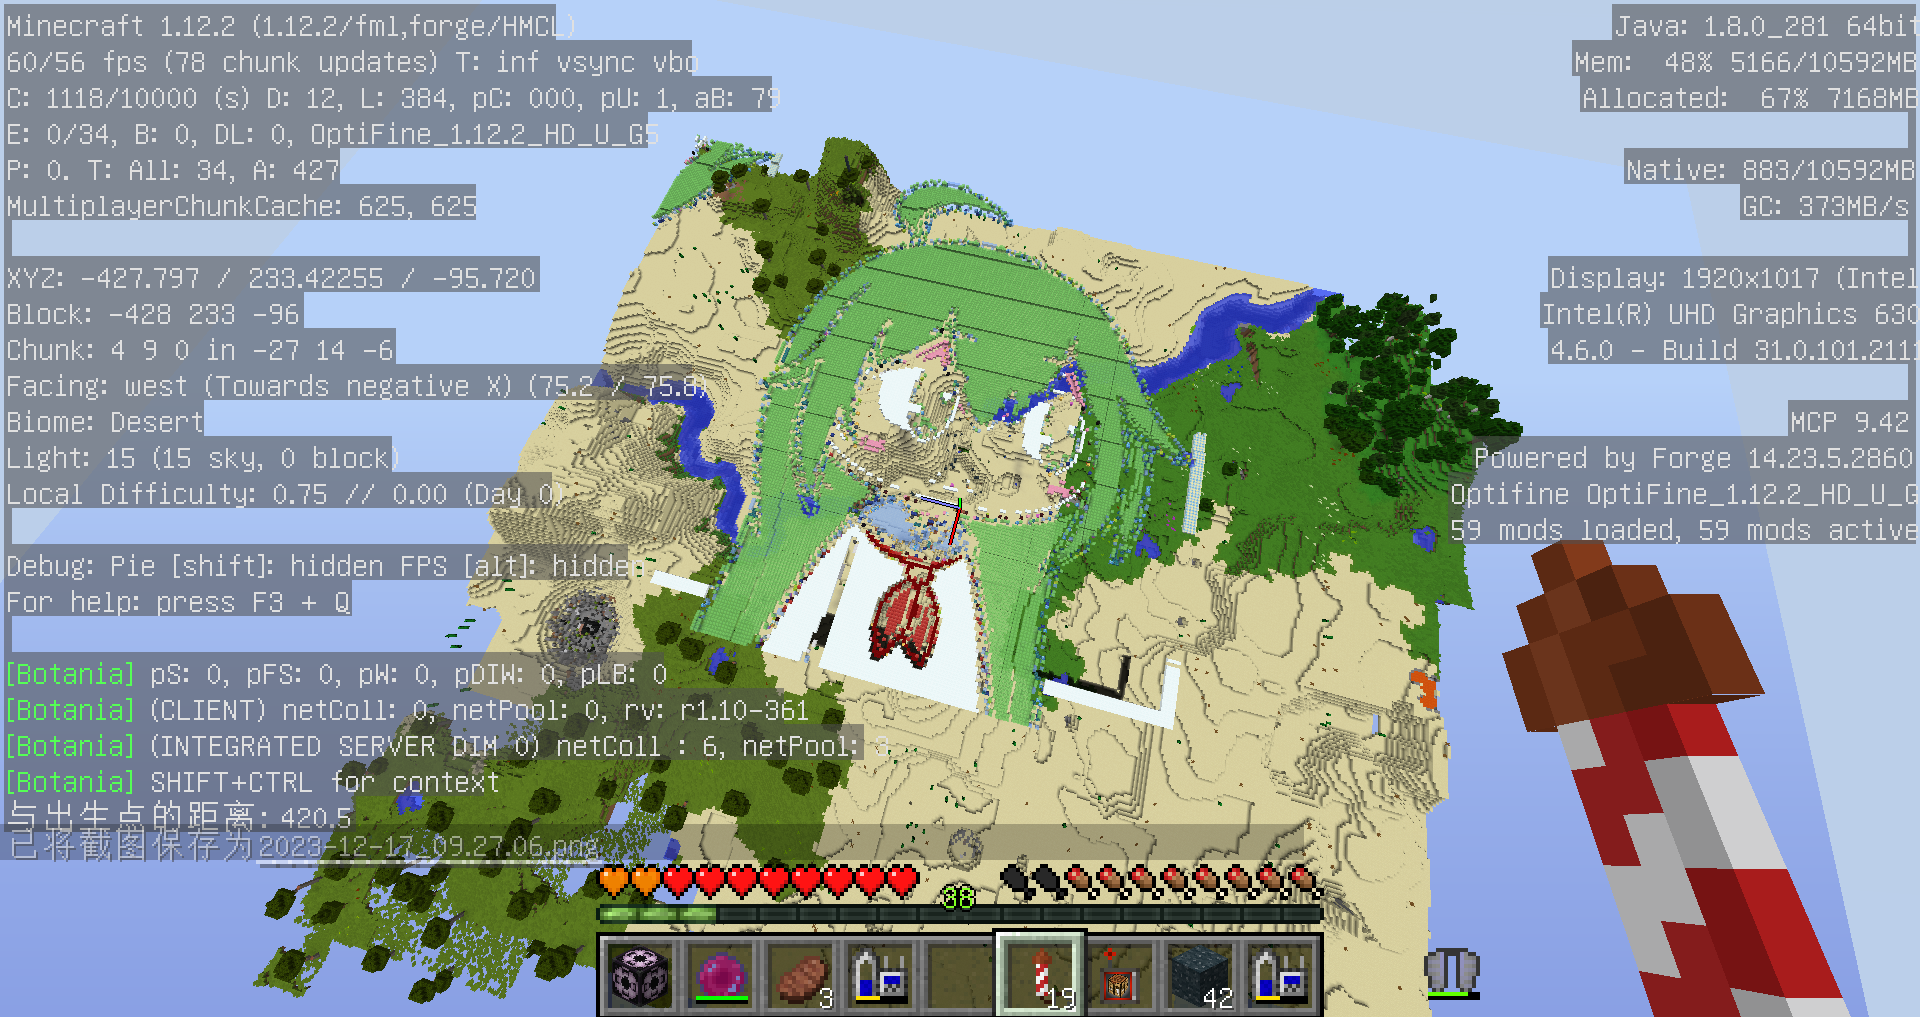 Minecraft 1.12.2 (1.12.2/fml,forge/HMCL)
60/56 fps (78 chunk updates) T: inf vsync vbo
C: 1118/10000 (s) D: 12, L: 384, pC: 000, pU: 1, aB: 79
E: 0/34, B: 0, DL: 0, OptiFine_1.12.2_HD_U_G5
P: 0. T: All: 34, A: 427
MultiplayerChunkCache: 625, 625
XYZ: -427.797 / 233.42255 / -95.720
Block: -428 233 -96
Chunk: 4 9 0 in -27 14 -6
Facing: west (Towards negative X) (75.2 / 75.8)
Biome: Desert
Light: 15 (15 sky, 0 block)
Local Difficulty: 0.75 // 0.00 (Day 0)
Debug: Pie [shift]: hidden FPS [alt]: hidden
For help: press F3 + Q
[Botania] pS: 0, pFS: 0, pW: 0, pDIW: 0, pLB: 0
[Botania] (CLIENT) netColl: 0, netPool: 0, rv: r1.10-361
[Botania] (INTEGRATED SERVER DIM 0) netColl : 6, netPool: 3
[Botania] SHIFT+CTRL for context
与出生点的距离: 420.5
已将截图保存为2023-12-17_09.27.06.png
Java: 1.8.0_281 64bit
Mem: 48% 5166/10592MB
Allocated: 67% 7168MB
Native: 883/10592MB
GC: 373MB/s
Display: 1920x1017 (Intel
Intel(R) UHD Graphics 630
4.6.0 - Build 31.0.101.2111
MCP 9.42
Powered by Forge 14.23.5.2860
Optifine OptiFine_1.12.2_HD_U_G
59 mods loaded, 59 mods active
38
3
19
42